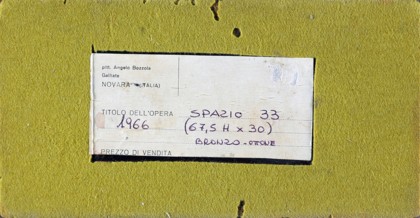 pitt. Angelo Bozzola
Galliate
NOVARA (ITALIA)
TITOLO DELL'OPERA SPAZIO 33
1966 (67,5 H x 30)
BRONZO -
PREZZO DI VENDITA